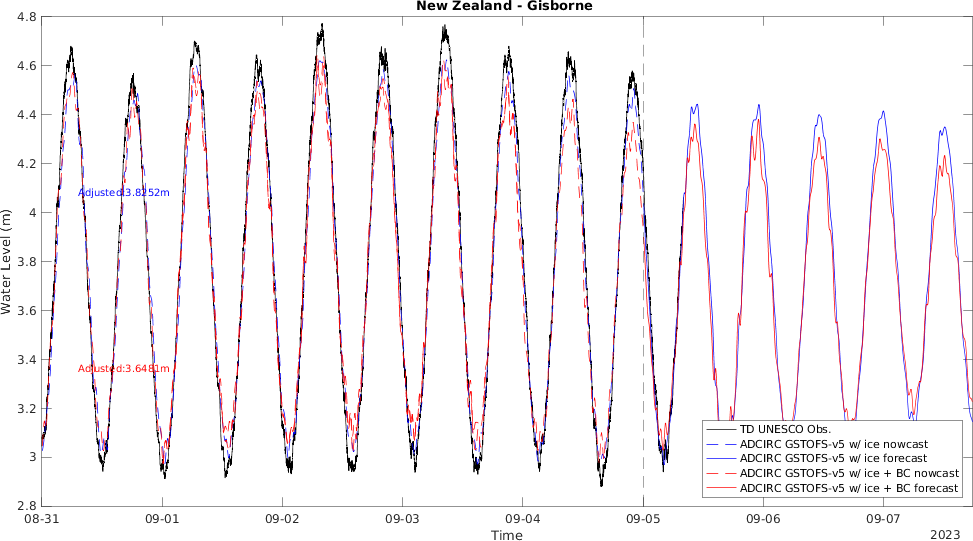 New Zealand - Gisborne
4.8
4.6
4.4
4.2
4
3.8
3.6
3.4
3.2
3
2.8
Water Level (m)
Adjusted:3.8252m
Adjusted:3.6481m
TD UNESCO Obs.
ADCIRC GSTOFS-v5 w/ ice nowcast
ADCIRC GSTOFS-v5 w/ ice forecast
ADCIRC GSTOFS-v5 w/ ice + BC nowcast
ADCIRC GSTOFS-v5 w/ ice + BC forecast
08-31 09-01 09-02 09-03 09-04 09-05 09-06 09-07
Time
2023